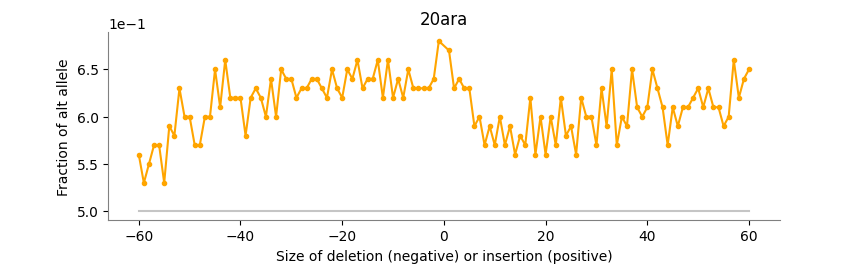 20ara
1e−1
6.5
6.0
5.5
5.0
Fraction of alt allele
−60 −40 −20 0 20 40 60
Size of deletion (negative) or insertion (positive)